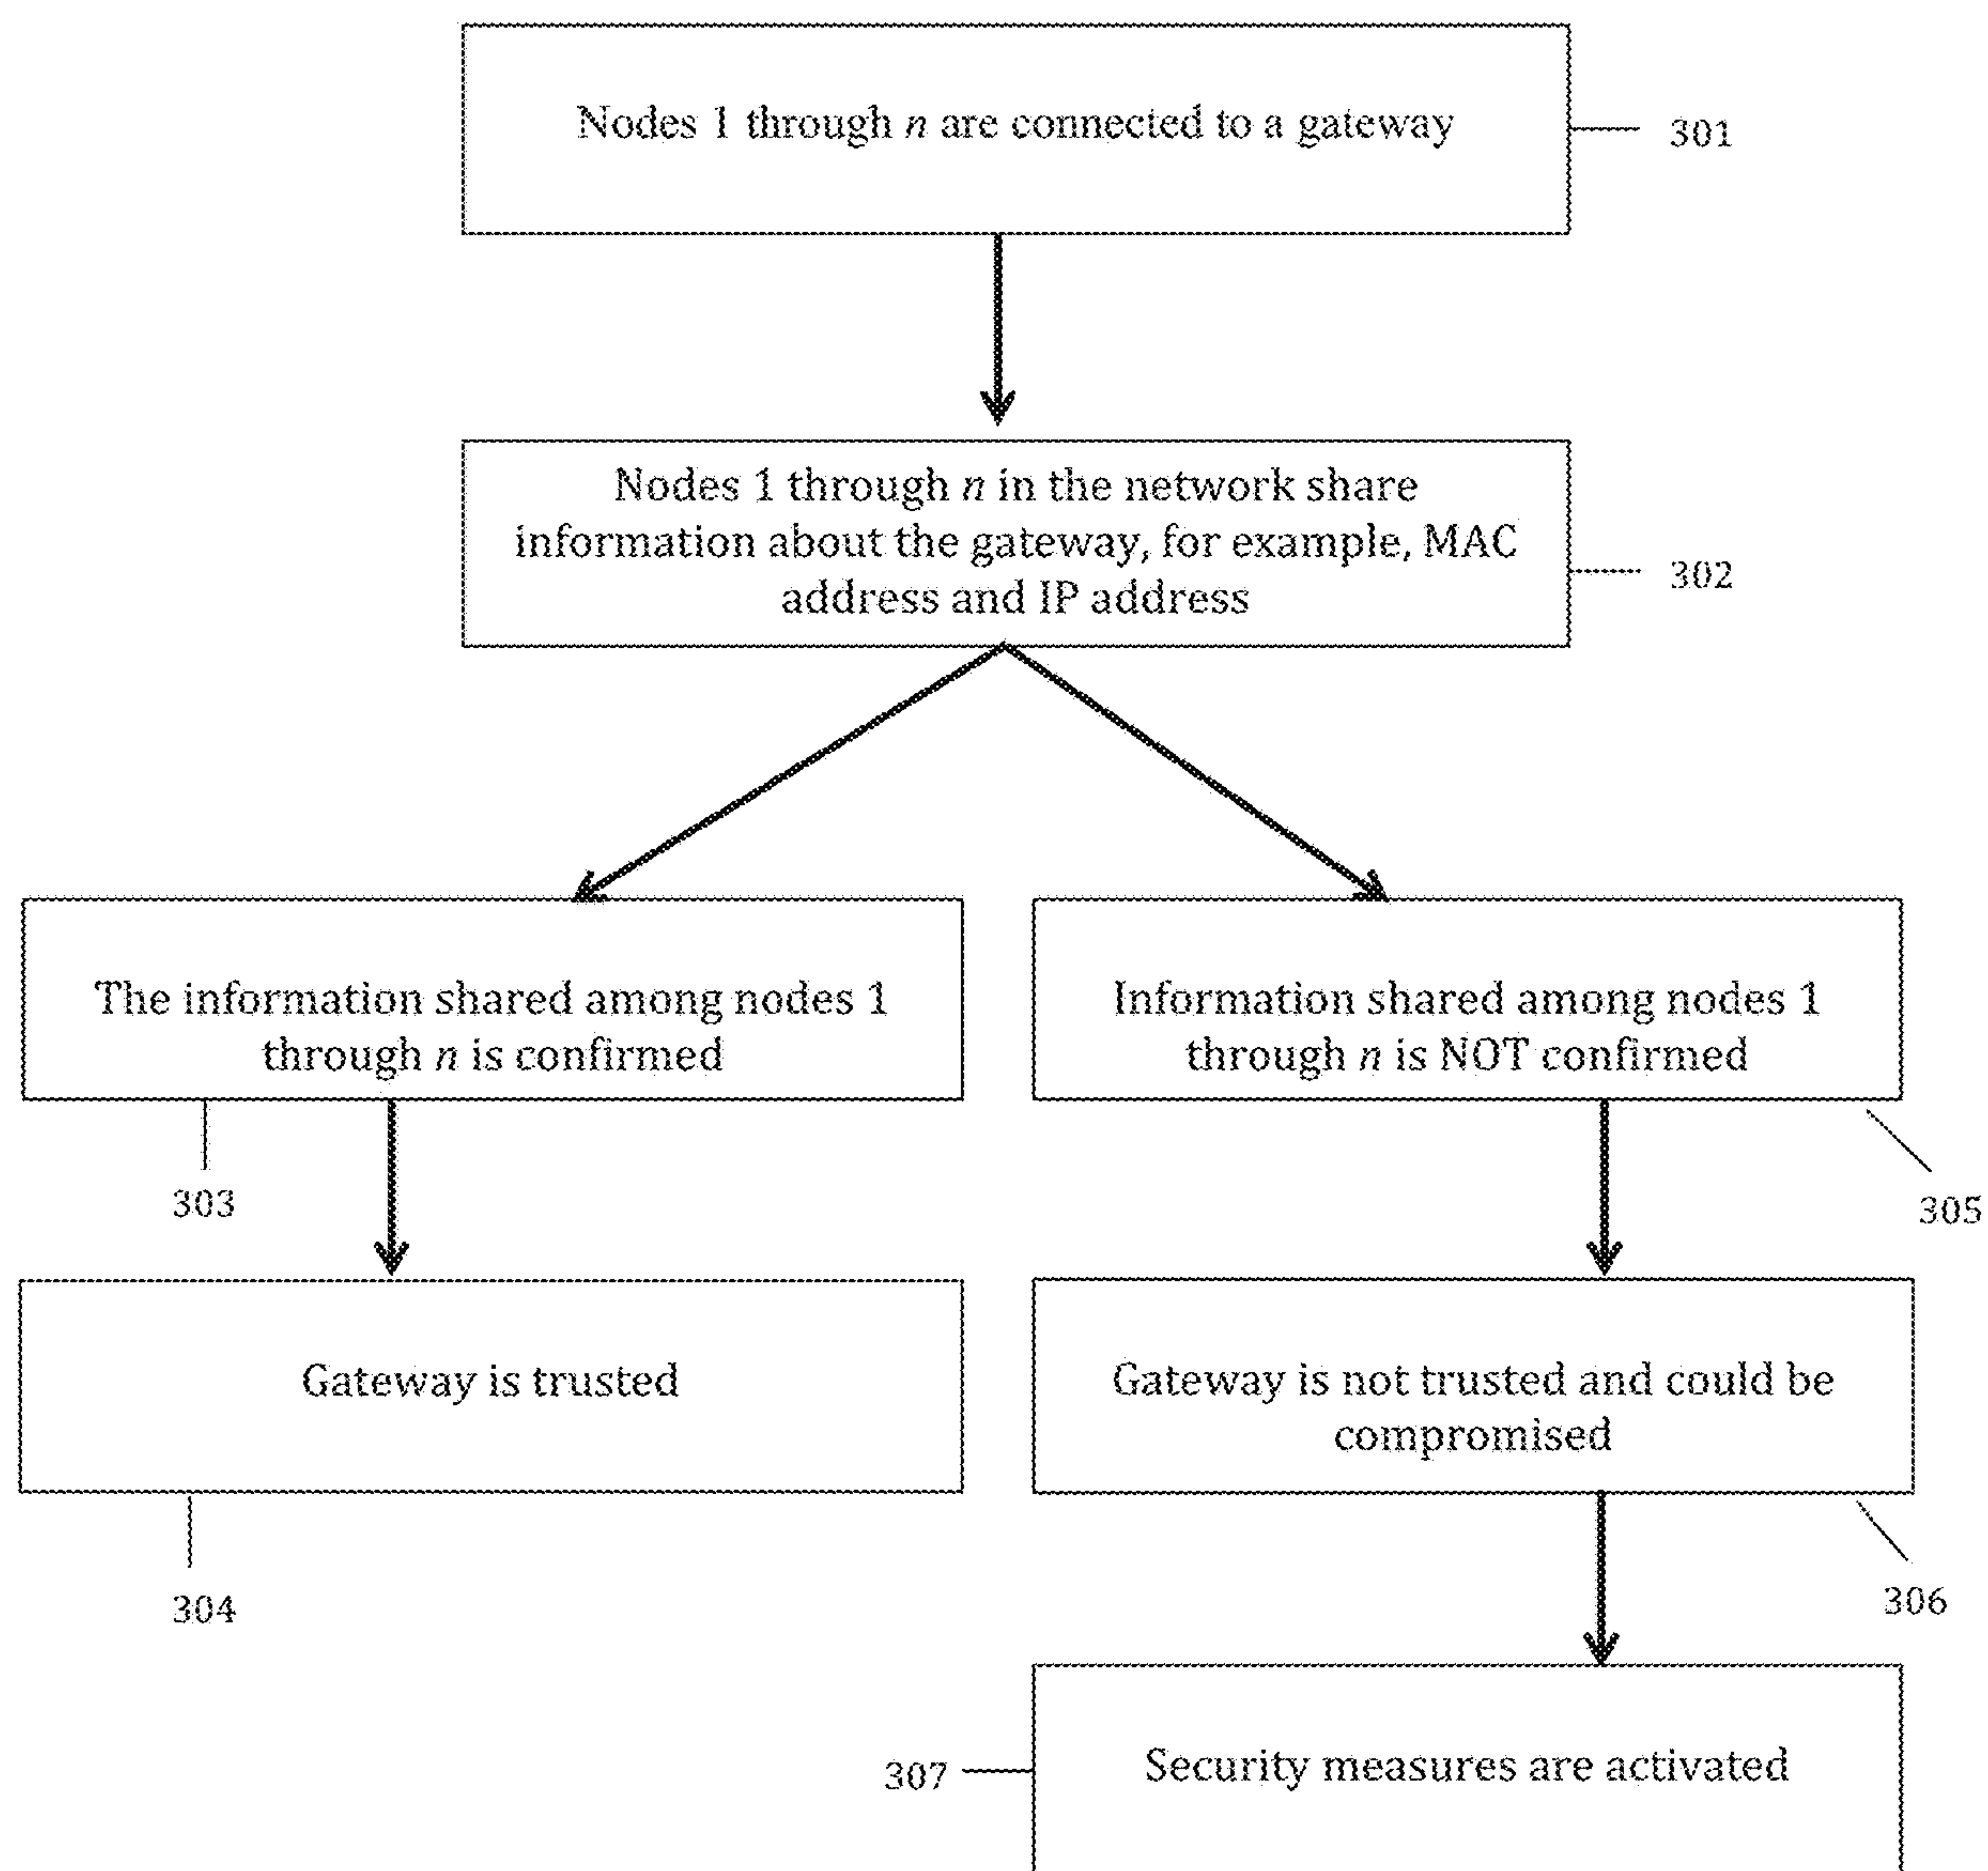 Nodes 1 through n are connected to a gateway
301
Nodes 1 through n in the network share
information about the gateway, for example, MAC
address and IP address
302
The information shared among nodes 1
through n is confirmed
303
Information shared among nodes 1
through n is NOT confirmed
305
Gateway is trusted
304
Gateway is not trusted and could be
compromised
306
Security measures are activated
307